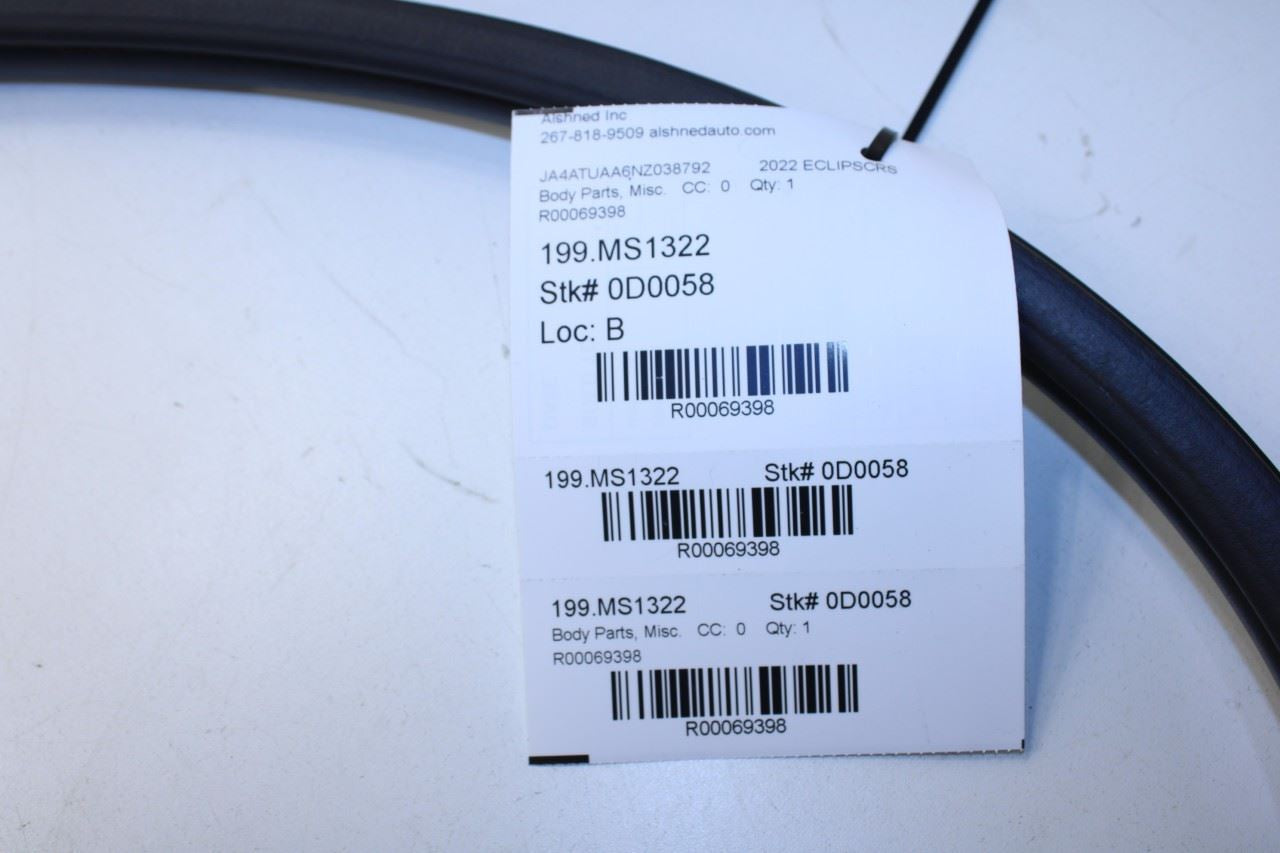 Alshned Inc
267-818-9509 alshnedauto.com
JA4ATUAA6NZ038792 2022 ECLIPSCRS
Body Parts, Misc. CC: 0 Qty: 1
R00069398
199.MS1322
Stk# 0D0058
Loc: B
R00069398
199.MS1322 Stk# 0D0058
R00069398
199.MS1322 Stk# 0D0058
Body Parts, Misc. CC: 0 Qty: 1
R00069398
R00069398